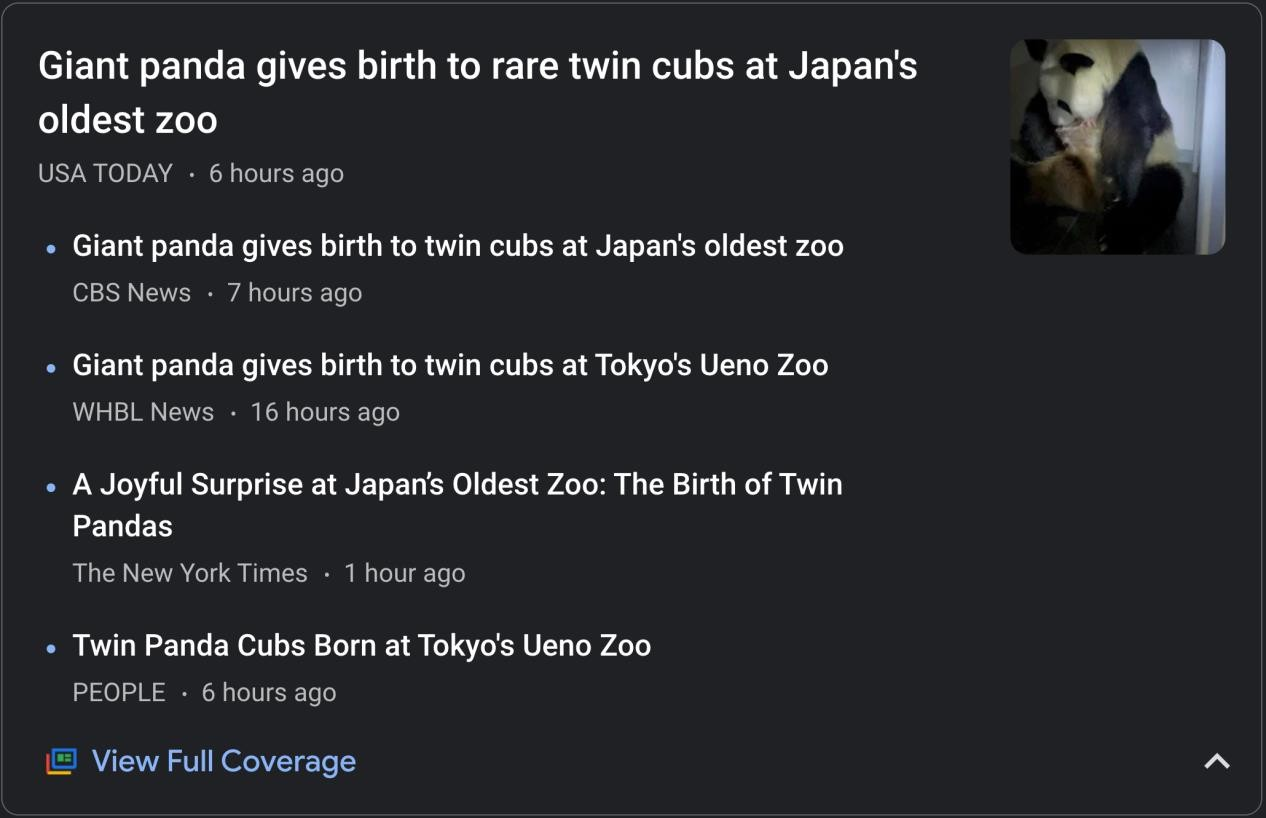 Giant panda gives birth to rare twin cubs at Japan's
oldest zoo
USA TODAY · 6 hours ago
Giant panda gives birth to twin cubs at Japan's oldest zoo
CBS News · 7 hours ago
Giant panda gives birth to twin cubs at Tokyo's Ueno Zoo
WHBL News · 16 hours ago
A Joyful Surprise at Japan’s Oldest Zoo: The Birth of Twin
Pandas
The New York Times · 1 hour ago
Twin Panda Cubs Born at Tokyo's Ueno Zoo
PEOPLE · 6 hours ago
View Full Coverage